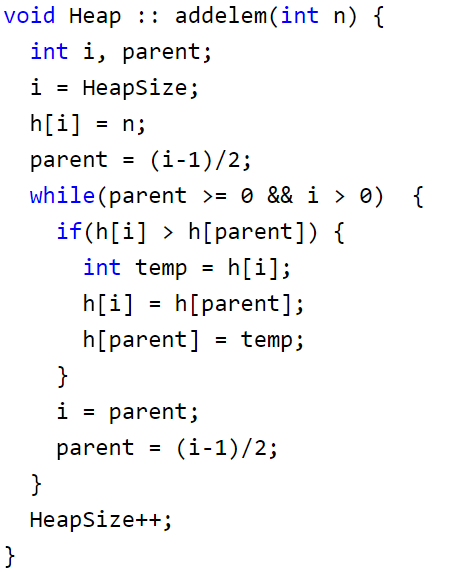 void Heap :: addelem(int n) {
  int i, parent;
  i = HeapSize;
  h[i] = n;
  parent = (i-1)/2;
  while(parent >= 0 && i > 0)  {
    if(h[i] > h[parent]) {
      int temp = h[i];
      h[i] = h[parent];
      h[parent] = temp;
    }
    i = parent;
    parent = (i-1)/2;
  }
  HeapSize++;
}